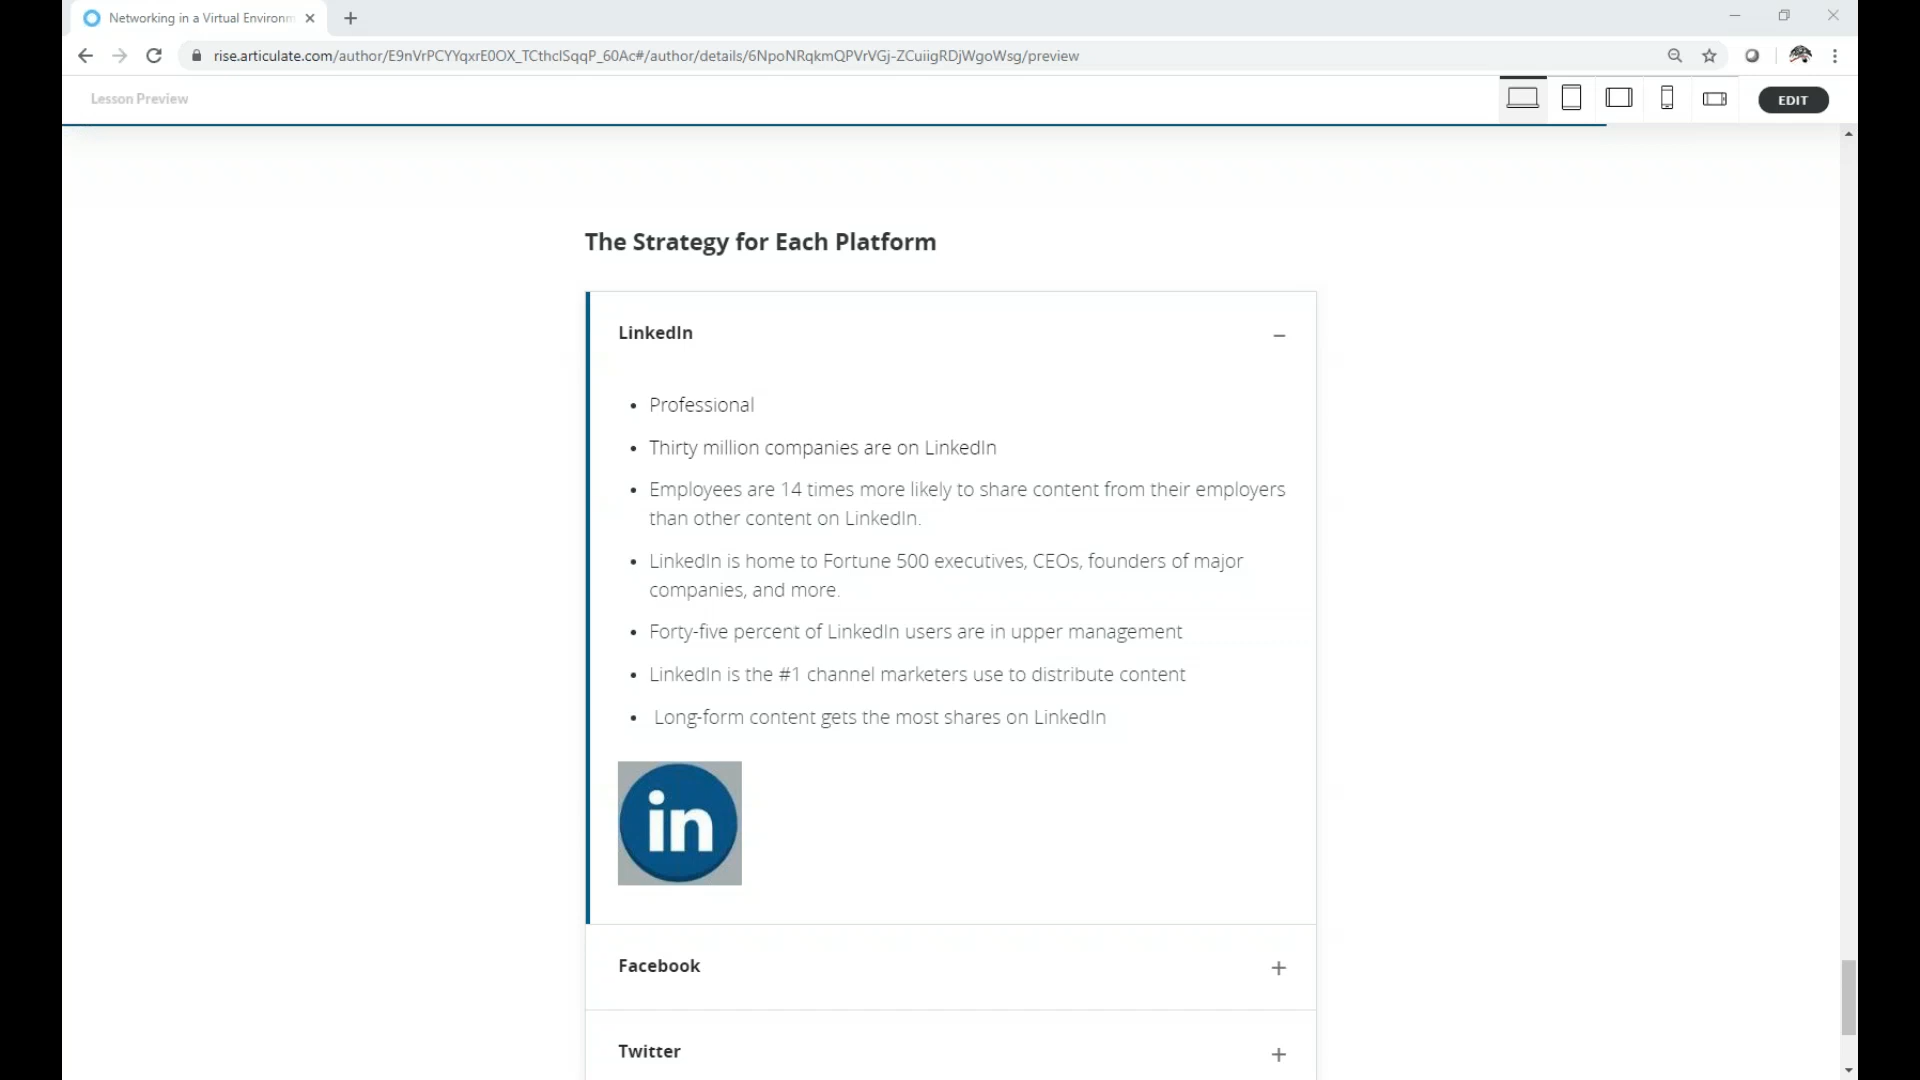 Networking in a Virtual Environm
rise.articulate.com/author/E9nVrPCYYqxrE0OX_TCthclSqqP_60Ac#/author/details/6NpoNRqkmQPVrVGj-ZCuiigRDjWgoWsg/preview
Lesson Preview
EDIT
The Strategy for Each Platform
LinkedIn
• Professional
• Thirty million companies are on LinkedIn
• Employees are 14 times more likely to share content from their employers
than other content on LinkedIn.
• LinkedIn is home to Fortune 500 executives, CEOs, founders of major
companies, and more.
• Forty-five percent of LinkedIn users are in upper management
• LinkedIn is the #1 channel marketers use to distribute content
• Long-form content gets the most shares on LinkedIn
in
Facebook
Twitter